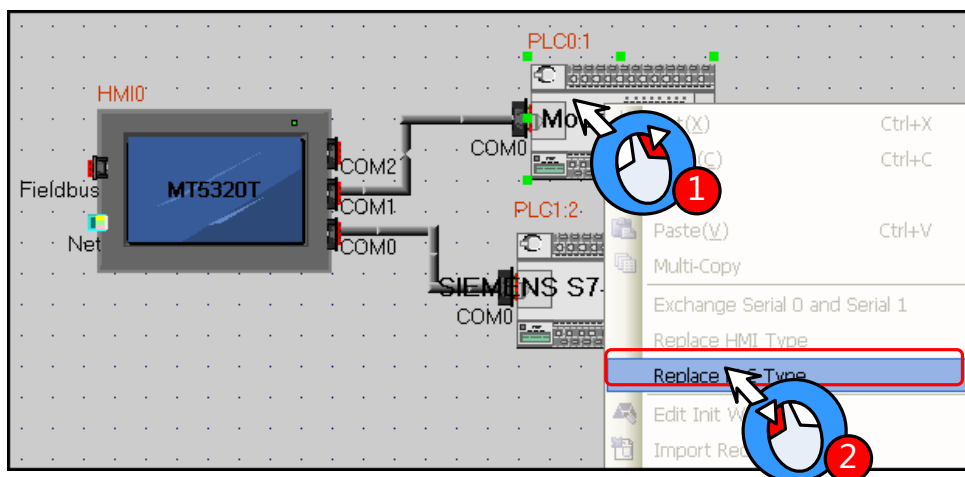 PLC0:1
HMI0
Mo
COM0
COM2
Fieldbus
MT5320T
COM1
Net
COM0
PLC1:2
SIEMENS S7
COM0
(X) Ctrl+X
(C) Ctrl+C
1
Paste(V) Ctrl+V
Multi-Copy
Exchange Serial 0 and Serial 1
Replace HMI Type
Replace Type
Edit Init W
Import Rec
2